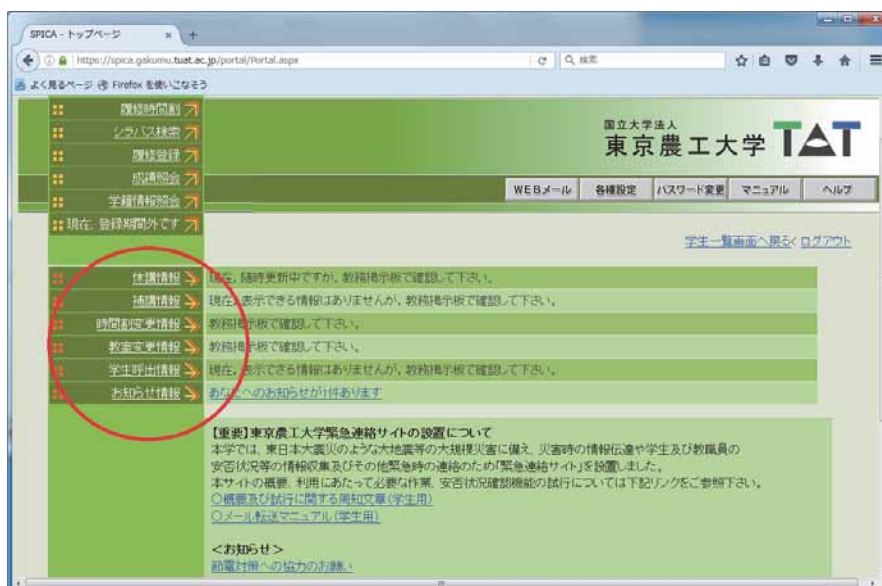 SPICA - トップページ × +
https://spica.gakumu.tuat.ac.jp/portal/Portal.aspx 検索
よく見るページ Firefox を使いこなそう
履修時間割
シラバス検索
履修登録
成績照会
学籍情報照会
現在、登録期間外です
国立大学法人
東京農工大学 TAT
WEBメール 各種設定 パスワード変更 マニュアル ヘルプ
学生一覧画面へ戻る< ログアウト
休講情報 現在、随時更新中ですが、教務掲示板で確認して下さい。
補講情報 現在、表示できる情報はありませんが、教務掲示板で確認して下さい。
時間割変更情報 教務掲示板で確認して下さい。
教室変更情報 教務掲示板で確認して下さい。
学生呼出情報 現在、表示できる情報はありませんが、教務掲示板で確認して下さい。
お知らせ情報 あなたへのお知らせが1件あります
【重要】東京農工大学緊急連絡サイトの設置について
本学では、東日本大震災のような大地震等の大規模災害に備え、災害時の情報伝達や学生及び教職員の
安否状況等の情報収集及びその他緊急時の連絡のため「緊急連絡サイト」を設置しました。
本サイトの概要、利用にあたって必要な作業、安否状況確認機能の試行については下記リンクをご参照下さい。
○概要及び試行に関する周知文章(学生用)
○メール転送マニュアル(学生用)
<お知らせ>
節電対策への協力のお願い